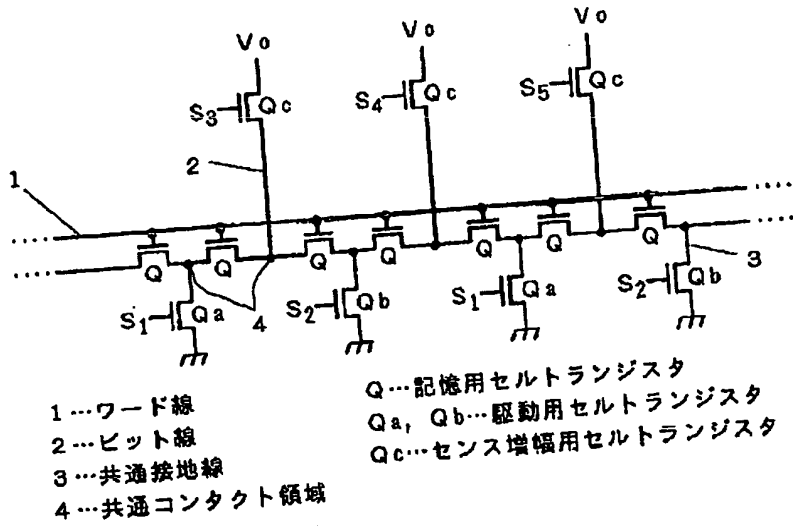 Vo Vo Vo
S3 Qc S4 Qc S5 Qc
2
1
Q Q Q Q Q Q Q
3
S1 Qa 4 S2 Qb S1 Qa S2 Qb
1…ワード線
2…ビット線
3…共通接地線
4…共通コンタクト領域
Q…記憶用セルトランジスタ
Qa, Qb…駆動用セルトランジスタ
Qc…センス増幅用セルトランジスタ